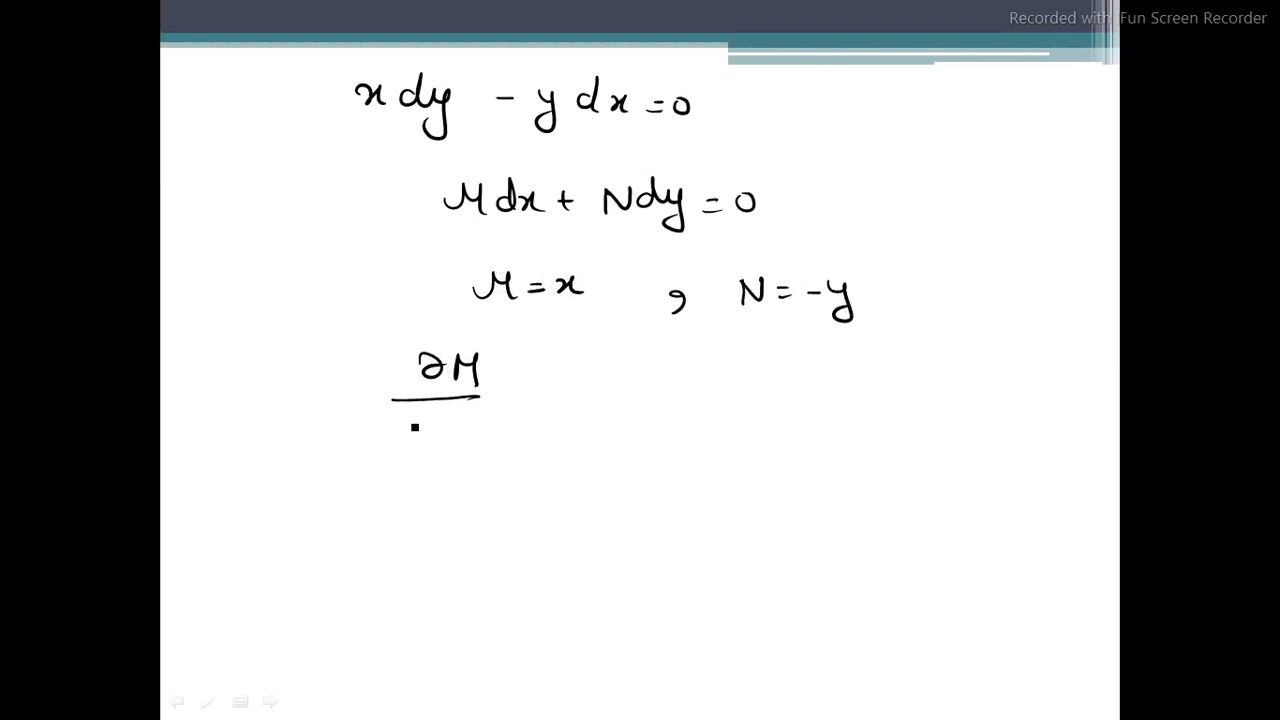 Recorded with Fun Screen Recorder
x dy - y dx = 0
M dx + N dy = 0
M = x , N = -y
∂M